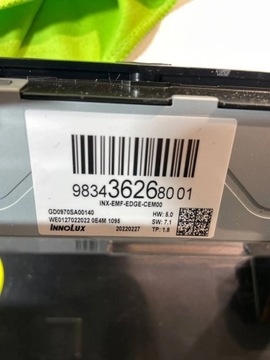 9834362680 01
INX-EMF-EDGE-CEM00
GD0970SA00140 HW: 5.0
WE0127022022 0E4M 1095 SW: 7.1
INNOLUX 20220227 TP: 1.8